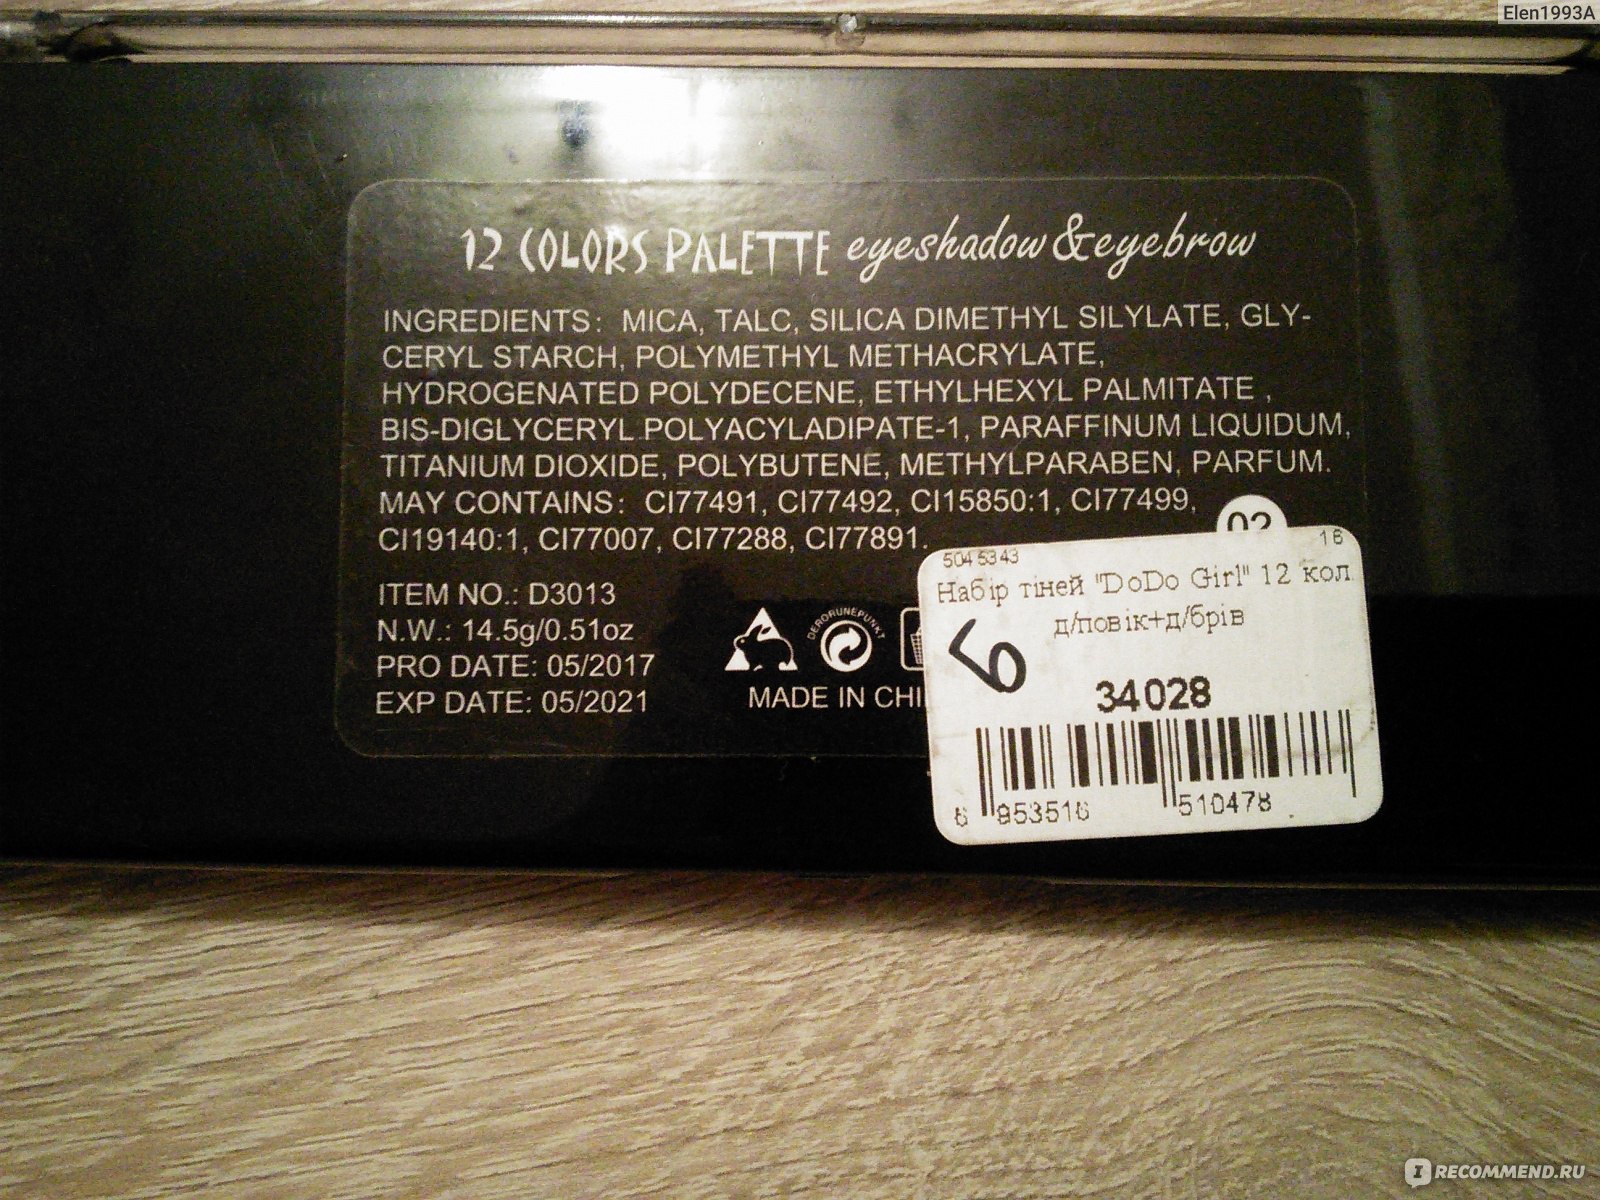 Elen1993A
12 COLORS PALETTE eyeshadow & eyebrow
INGREDIENTS: MICA, TALC, SILICA DIMETHYL SILYLATE, GLY-
CERYL STARCH, POLYMETHYL METHACRYLATE,
HYDROGENATED POLYDECENE, ETHYLHEXYL PALMITATE ,
BIS-DIGLYCERYL POLYACYLADIPATE-1, PARAFFINUM LIQUIDUM,
TITANIUM DIOXIDE, POLYBUTENE, METHYLPARABEN, PARFUM.
MAY CONTAINS: CI77491, CI77492, CI15850:1, CI77499,
CI19140:1, CI77007, CI77288, CI77891.
02
ITEM NO.: D3013
N.W.: 14.5g/0.51oz
PRO DATE: 05/2017
EXP DATE: 05/2021
DERGRUNEPUNKT
MADE IN CHI
5045343 16
Набір тіней "DoDo Girl" 12 кол.
д/повік+д/брів
Б
34028
6 953516 510478
RECOMMEND.RU